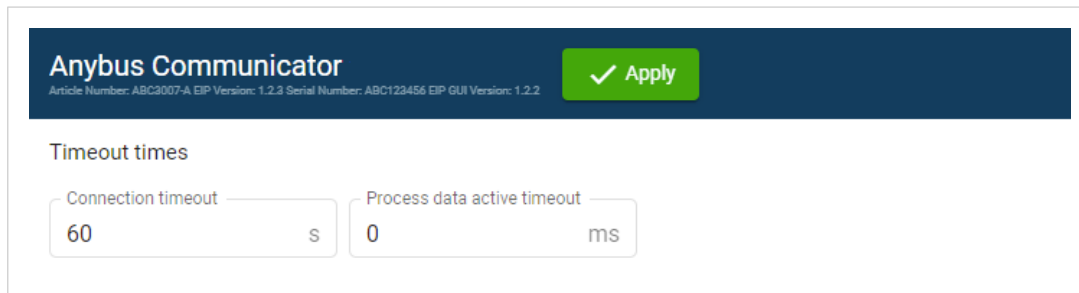 Anybus Communicator
Article Number: ABC3007-A EIP Version: 1.2.3 Serial Number: ABC123456 EIP GUI Version: 1.2.2
Apply
Timeout times
Connection timeout
60 s
Process data active timeout
0 ms